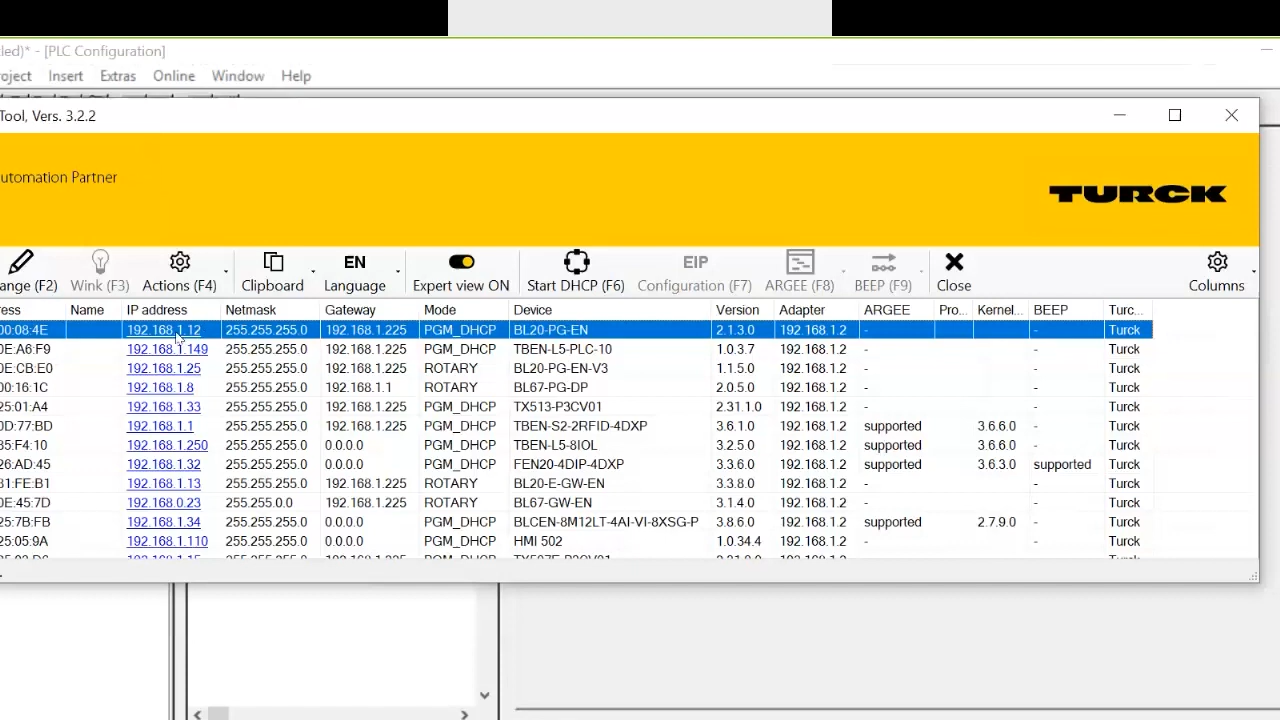 led)* - [PLC Configuration]
oject Insert Extras Online Window Help
Tool, Vers. 3.2.2
utomation Partner
TURCK
ange (F2) Wink (F3) Actions (F4) Clipboard EN Language Expert view ON Start DHCP (F6) EIP Configuration (F7) ARGEE (F8) BEEP (F9) Close Columns
ess Name IP address Netmask Gateway Mode Device Version Adapter ARGEE Pro... Kernel... BEEP Turc...
00:08:4E 192.168.1.12 255.255.255.0 192.168.1.225 PGM_DHCP BL20-PG-EN 2.1.3.0 192.168.1.2 - - Turck
0E:A6:F9 192.168.1.149 255.255.255.0 192.168.1.225 PGM_DHCP TBEN-L5-PLC-10 1.0.3.7 192.168.1.2 - - Turck
0E:CB:E0 192.168.1.25 255.255.255.0 192.168.1.225 ROTARY BL20-PG-EN-V3 1.1.5.0 192.168.1.2 - - Turck
00:16:1C 192.168.1.8 255.255.255.0 192.168.1.1 ROTARY BL67-PG-DP 2.0.5.0 192.168.1.2 - - Turck
25:01:A4 192.168.1.33 255.255.255.0 192.168.1.225 PGM_DHCP TX513-P3CV01 2.31.1.0 192.168.1.2 - - Turck
0D:77:BD 192.168.1.1 255.255.255.0 192.168.1.225 PGM_DHCP TBEN-S2-2RFID-4DXP 3.6.1.0 192.168.1.2 supported 3.6.6.0 - Turck
35:F4:10 192.168.1.250 255.255.255.0 0.0.0.0 PGM_DHCP TBEN-L5-8IOL 3.2.5.0 192.168.1.2 supported 3.6.6.0 - Turck
26:AD:45 192.168.1.32 255.255.255.0 0.0.0.0 PGM_DHCP FEN20-4DIP-4DXP 3.3.6.0 192.168.1.2 supported 3.6.3.0 supported Turck
31:FE:B1 192.168.1.13 255.255.255.0 192.168.1.225 ROTARY BL20-E-GW-EN 3.3.8.0 192.168.1.2 - - Turck
0E:45:7D 192.168.0.23 255.255.0.0 192.168.1.225 ROTARY BL67-GW-EN 3.1.4.0 192.168.1.2 - - Turck
25:7B:FB 192.168.1.34 255.255.255.0 0.0.0.0 PGM_DHCP BLCEN-8M12LT-4AI-VI-8XSG-P 3.8.6.0 192.168.1.2 supported 2.7.9.0 - Turck
25:05:9A 192.168.1.110 255.255.255.0 0.0.0.0 PGM_DHCP HMI 502 1.0.34.4 192.168.1.2 - - Turck